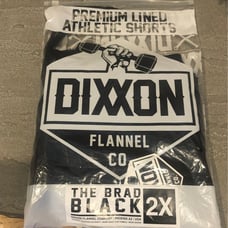 PREMIUM LINED
ATHLETIC SHORTS
DIXXON
FLANNEL
CO
THE BRAD
BLACK 2X